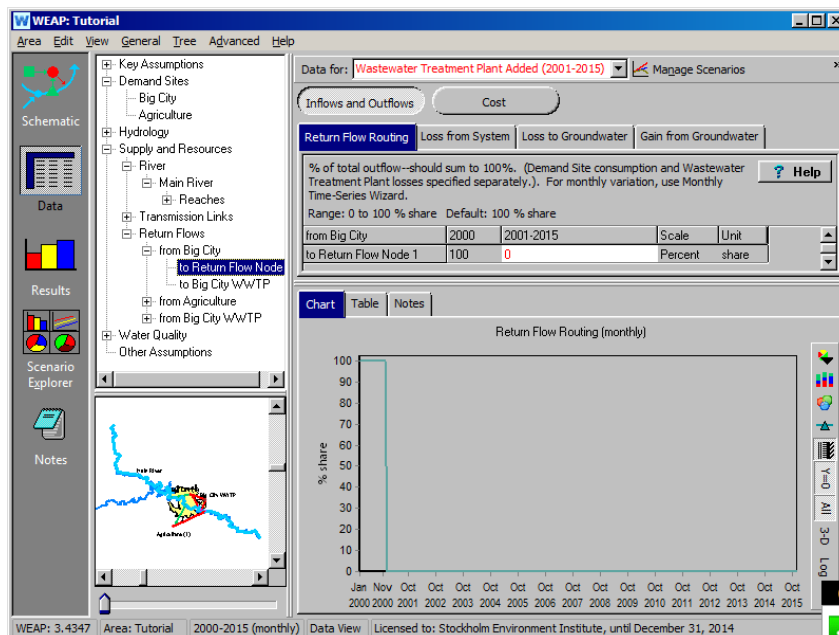 WEAP: Tutorial
Area Edit View General Tree Advanced Help
Schematic
Data
Results
Scenario
Explorer
Notes
Key Assumptions
Demand Sites
Big City
Agriculture
Hydrology
Supply and Resources
River
Main River
Reaches
Transmission Links
Return Flows
from Big City
to Return Flow Node
to Big City WWTP
from Agriculture
from Big City WWTP
Water Quality
Other Assumptions
Main River
Big City WWTP
Agriculture (1)
Data for: Wastewater Treatment Plant Added (2001-2015) Manage Scenarios »
Inflows and Outflows Cost
Return Flow Routing Loss from System Loss to Groundwater Gain from Groundwater
% of total outflow--should sum to 100%. (Demand Site consumption and Wastewater
Treatment Plant losses specified separately.). For monthly variation, use Monthly
Time-Series Wizard.
? Help
Range: 0 to 100 % share Default: 100 % share
from Big City 2000 2001-2015 Scale Unit
to Return Flow Node 1 100 0 Percent share
Chart Table Notes
Return Flow Routing (monthly)
% share
100
90
80
70
60
50
40
30
20
10
0
Jan Nov Oct Oct Oct Oct Oct Oct Oct Oct Oct Oct Oct Oct Oct Oct Oct
2000 2000 2001 2002 2003 2004 2005 2006 2007 2008 2009 2010 2011 2012 2013 2014 2015
Y=0
All
3-D
Log
WEAP: 3.4347 Area: Tutorial 2000-2015 (monthly) Data View Licensed to: Stockholm Environment Institute, until December 31, 2014